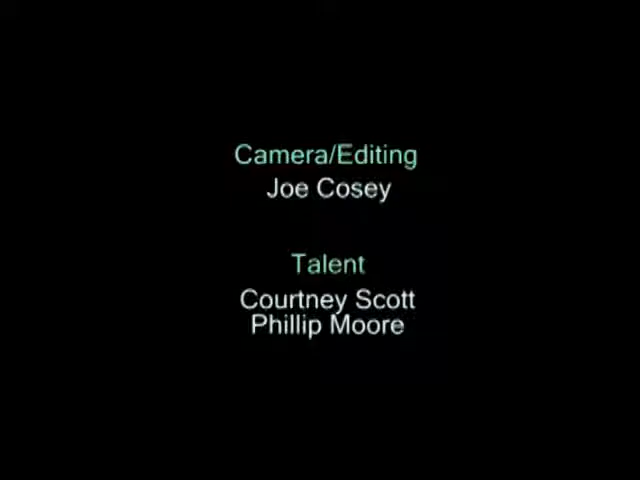 Camera/Editing
Joe Cosey
Talent
Courtney Scott
Phillip Moore